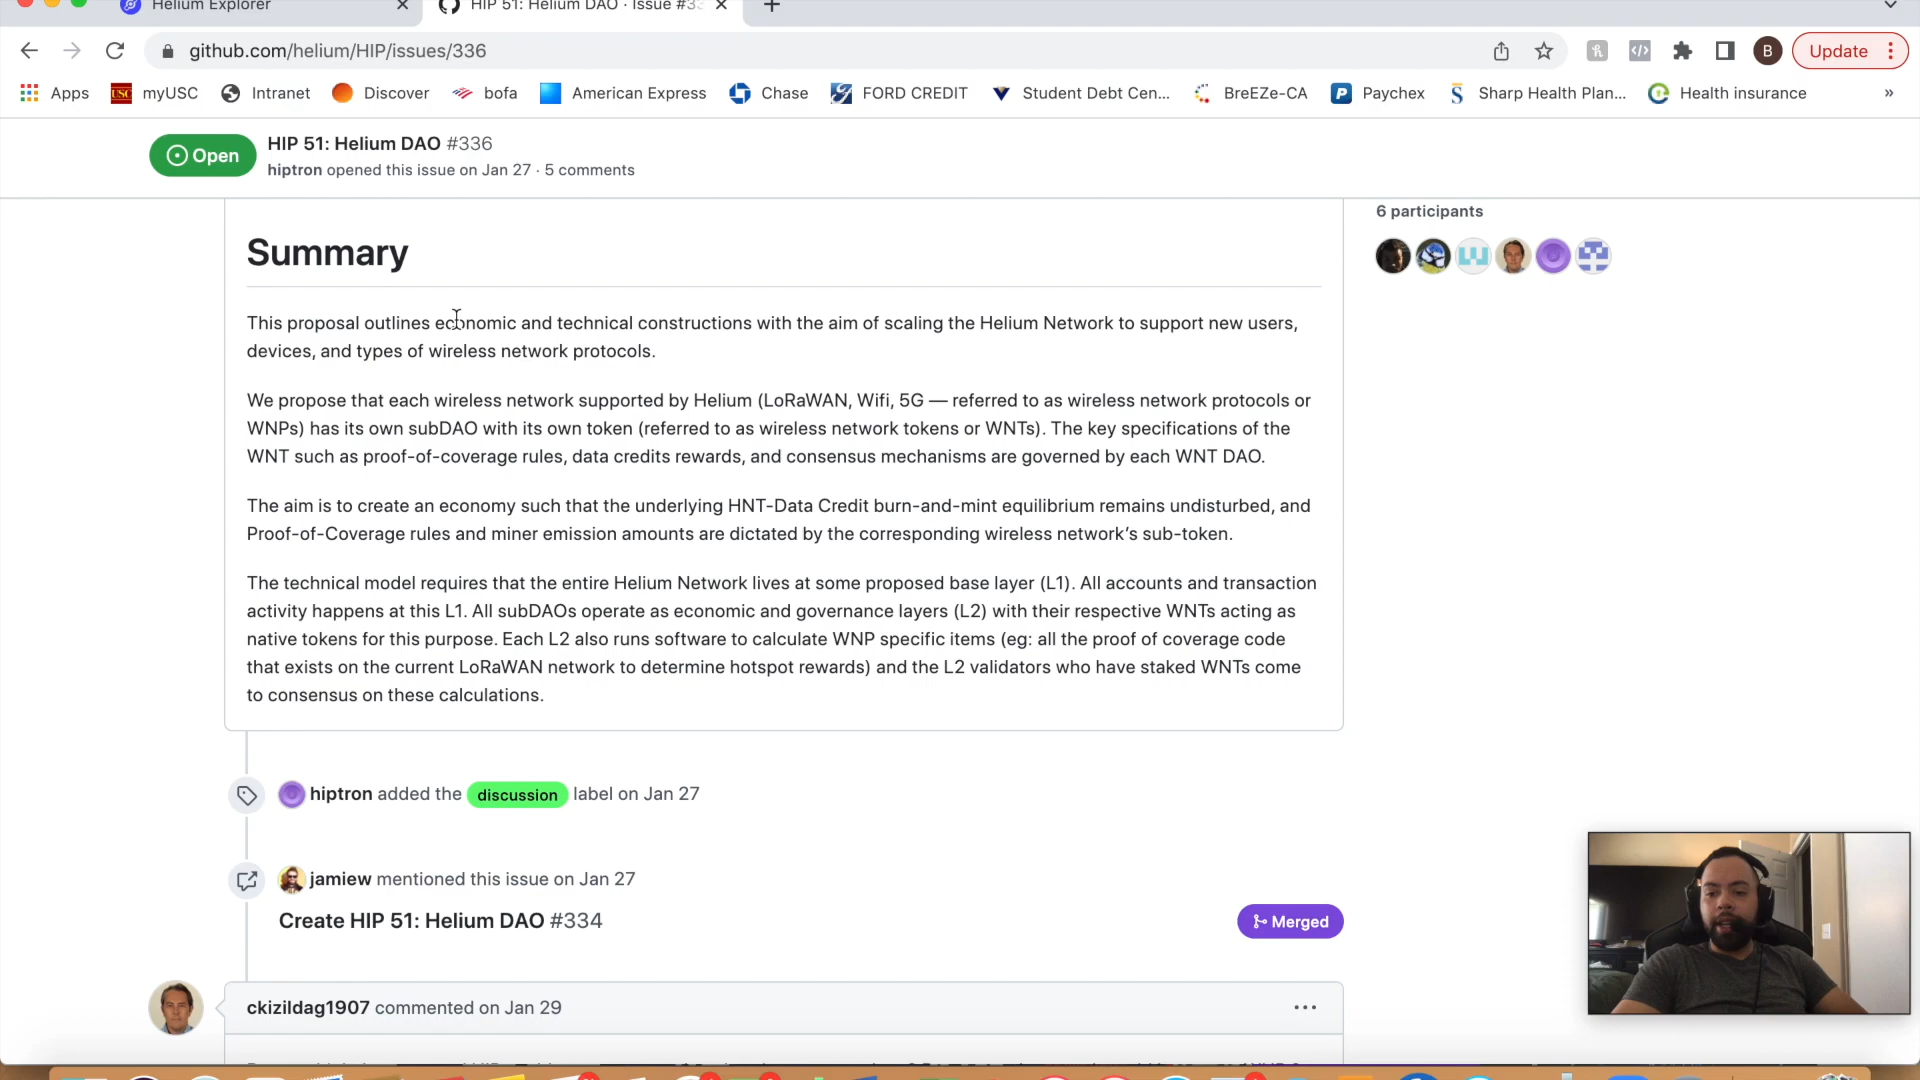 Helium Explorer
HIP 51: Helium DAO · Issue #33
github.com/helium/HIP/issues/336
B
Update
Apps
USC
myUSC
Intranet
Discover
bofa
American Express
Chase
FORD CREDIT
Student Debt Cen...
BreEZe-CA
P
Paychex
S
Sharp Health Plan...
Health insurance
»
Open
HIP 51: Helium DAO #336
hiptron opened this issue on Jan 27 · 5 comments
6 participants
Summary
This proposal outlines economic and technical constructions with the aim of scaling the Helium Network to support new users,
devices, and types of wireless network protocols.
We propose that each wireless network supported by Helium (LoRaWAN, Wifi, 5G — referred to as wireless network protocols or
WNPs) has its own subDAO with its own token (referred to as wireless network tokens or WNTs). The key specifications of the
WNT such as proof-of-coverage rules, data credits rewards, and consensus mechanisms are governed by each WNT DAO.
The aim is to create an economy such that the underlying HNT-Data Credit burn-and-mint equilibrium remains undisturbed, and
Proof-of-Coverage rules and miner emission amounts are dictated by the corresponding wireless network's sub-token.
The technical model requires that the entire Helium Network lives at some proposed base layer (L1). All accounts and transaction
activity happens at this L1. All subDAOs operate as economic and governance layers (L2) with their respective WNTs acting as
native tokens for this purpose. Each L2 also runs software to calculate WNP specific items (eg: all the proof of coverage code
that exists on the current LoRaWAN network to determine hotspot rewards) and the L2 validators who have staked WNTs come
to consensus on these calculations.
hiptron added the discussion label on Jan 27
jamiew mentioned this issue on Jan 27
Create HIP 51: Helium DAO #334
Merged
ckizildag1907 commented on Jan 29